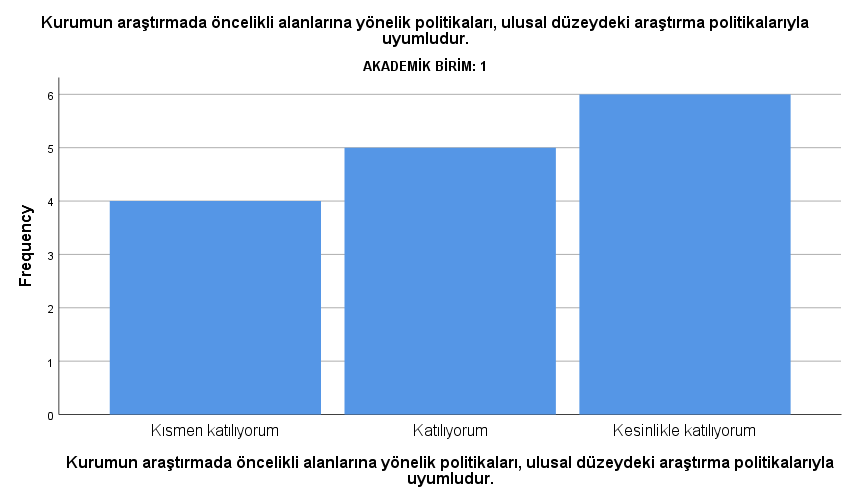 Kurumun araştırmada öncelikli alanlarına yönelik politikaları, ulusal düzeydeki araştırma politikalarıyla
uyumludur.
AKADEMİK BİRİM: 1
Frequency
6
5
4
3
2
1
0
Kısmen katılıyorum
Katılıyorum
Kesinlikle katılıyorum
Kurumun araştırmada öncelikli alanlarına yönelik politikaları, ulusal düzeydeki araştırma politikalarıyla
uyumludur.